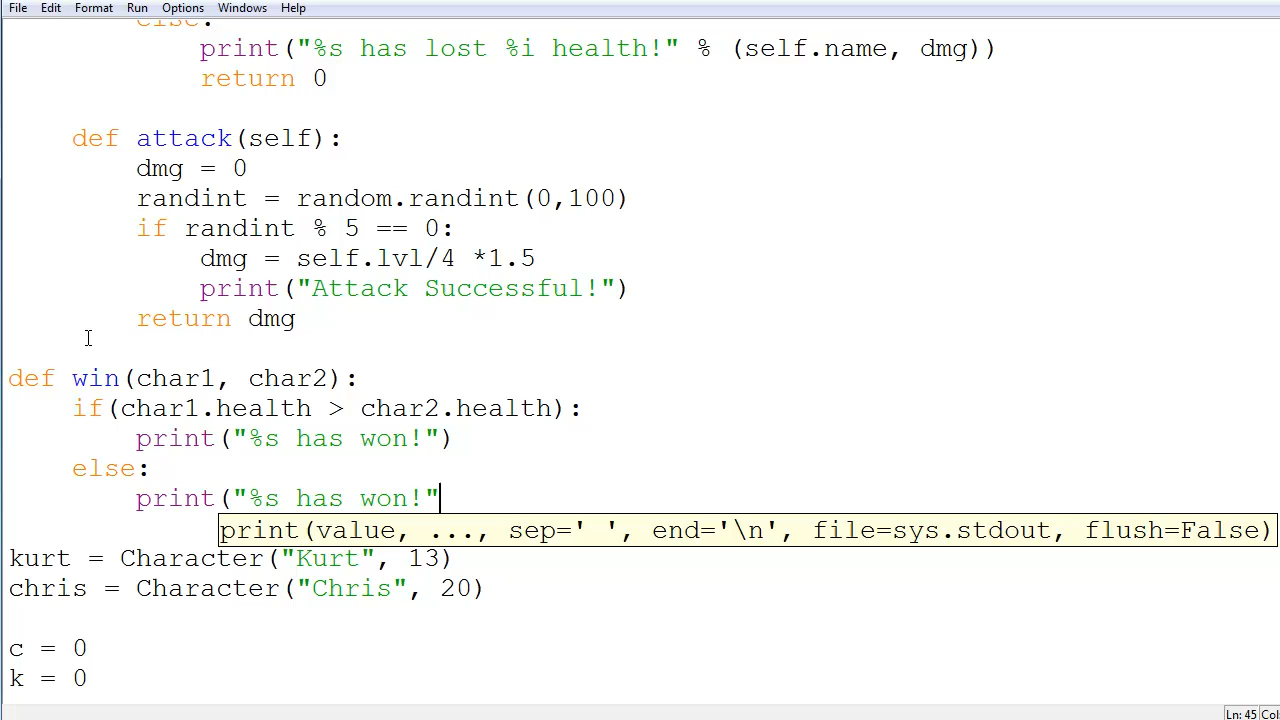 File Edit Format Run Options Windows Help
else:
print("%s has lost %i health!" % (self.name, dmg))
return 0
def attack(self):
dmg = 0
randint = random.randint(0,100)
if randint % 5 == 0:
dmg = self.lvl/4 *1.5
print("Attack Successful!")
return dmg
def win(char1, char2):
if(char1.health > char2.health):
print("%s has won!")
else:
print("%s has won!"
print(value, ..., sep=' ', end='\n', file=sys.stdout, flush=False)
kurt = Character("Kurt", 13)
chris = Character("Chris", 20)
c = 0
k = 0
Ln: 45 Col